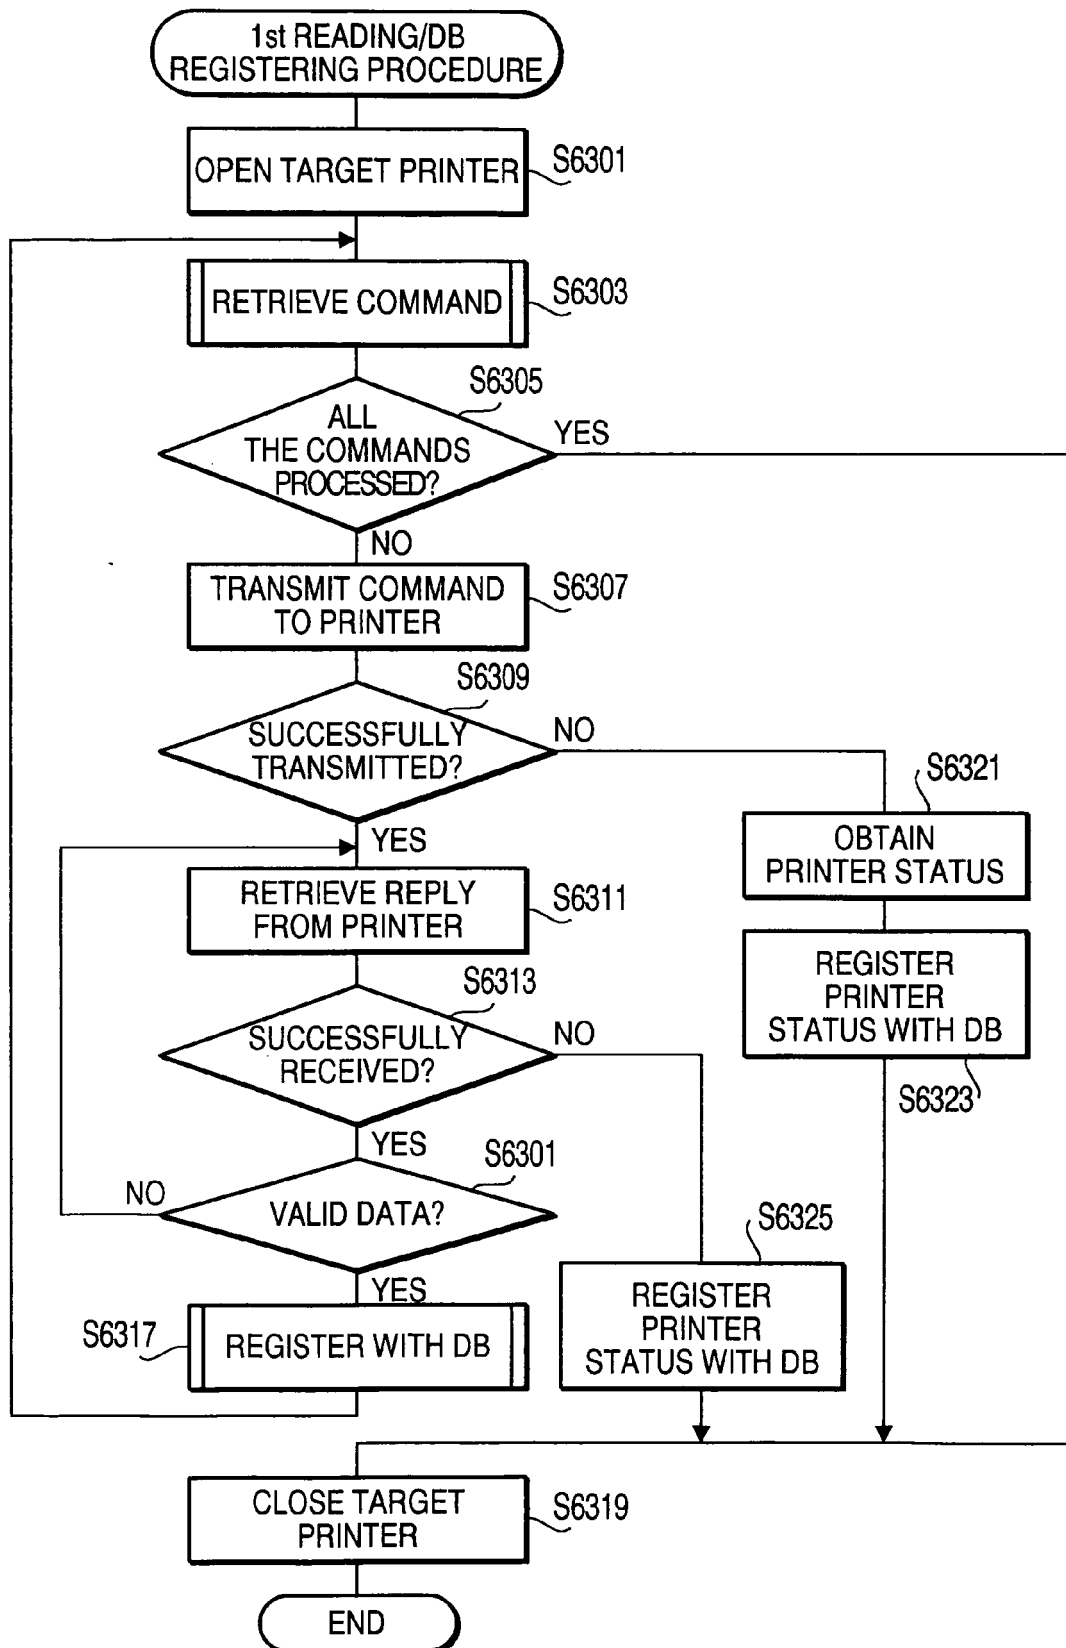 1st READING/DB
REGISTERING PROCEDURE
OPEN TARGET PRINTER
S6301
RETRIEVE COMMAND
S6303
S6305
ALL
THE COMMANDS
PROCESSED?
YES
NO
TRANSMIT COMMAND
TO PRINTER
S6307
S6309
SUCCESSFULLY
TRANSMITTED?
NO
YES
S6321
OBTAIN
PRINTER STATUS
RETRIEVE REPLY
FROM PRINTER
S6311
REGISTER
PRINTER
STATUS WITH DB
S6323
S6313
SUCCESSFULLY
RECEIVED?
NO
YES
S6301
VALID DATA?
NO
YES
S6325
REGISTER
PRINTER
STATUS WITH DB
S6317
REGISTER WITH DB
CLOSE TARGET
PRINTER
S6319
END